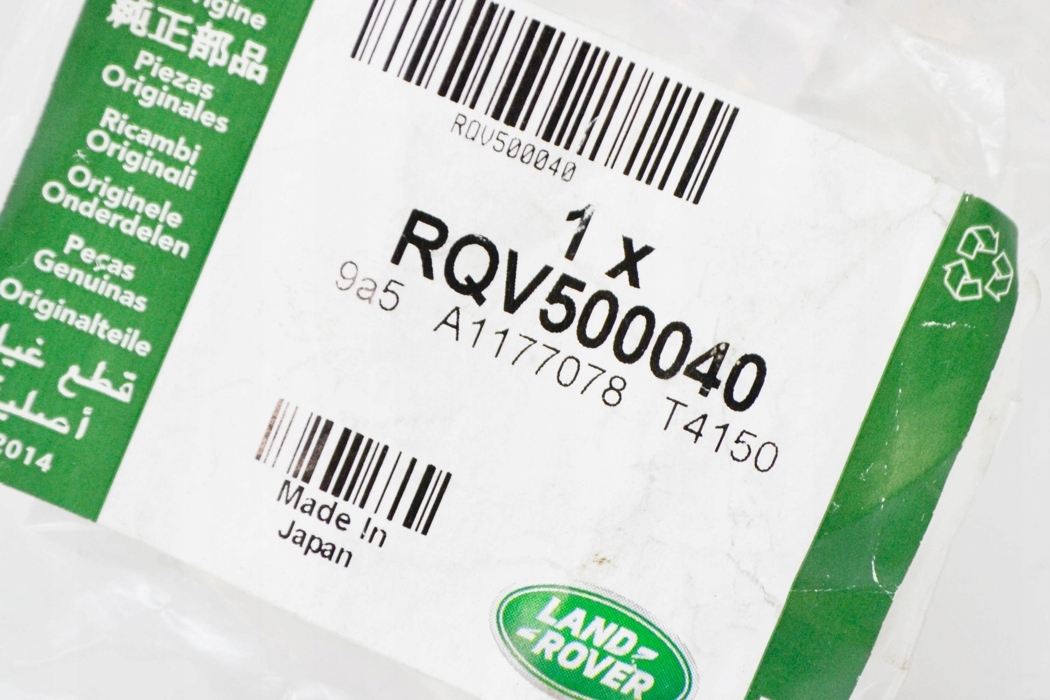 純正部品
Piezas
Originales
Ricambi
Originali
Originele
Onderdelen
Peças
Genuinas
Originalteile
قطع
2014
RQV500040
1 x
RQV500040
9a5 A1177078 T4150
Made In
Japan
LAND
ROVER